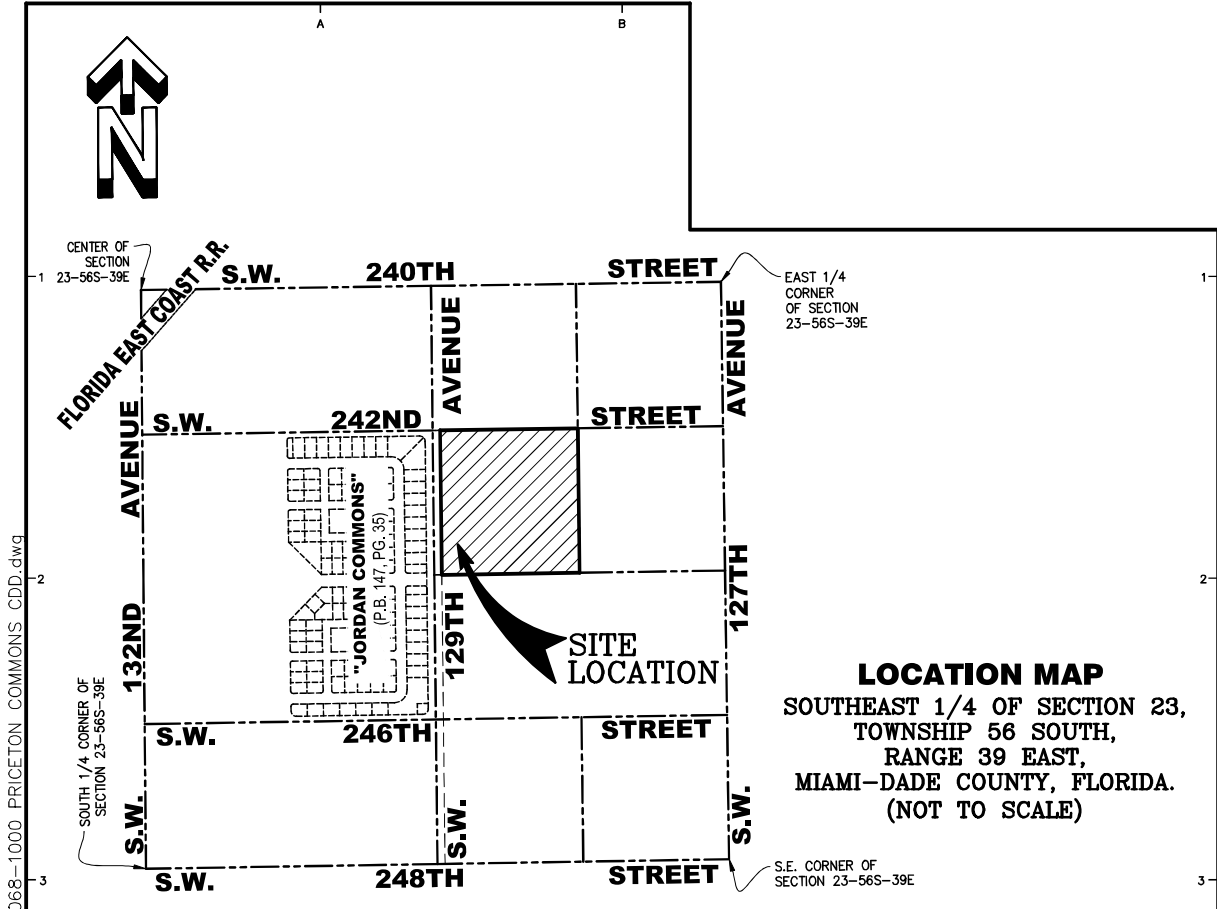 A
B
N
CENTER OF
SECTION
23-56S-39E
FLORIDA EAST COAST R.R.
1
S.W. 240TH STREET
1
EAST 1/4
CORNER
OF SECTION
23-56S-39E
AVENUE
AVENUE
S.W. 242ND STREET
AVENUE
"JORDAN COMMONS"
(P.B. 147, PG. 35)
2
2
132ND
129TH
127TH
SITE
LOCATION
LOCATION MAP
SOUTHEAST 1/4 OF SECTION 23,
TOWNSHIP 56 SOUTH,
RANGE 39 EAST,
MIAMI-DADE COUNTY, FLORIDA.
(NOT TO SCALE)
S.W. 246TH STREET
SOUTH 1/4 CORNER OF
SECTION 23-56S-39E
S.W.
S.W.
S.W.
S.W. 248TH STREET
S.E. CORNER OF
SECTION 23-56S-39E
3
3
068-1000 PRICETON COMMONS CDD.dwg